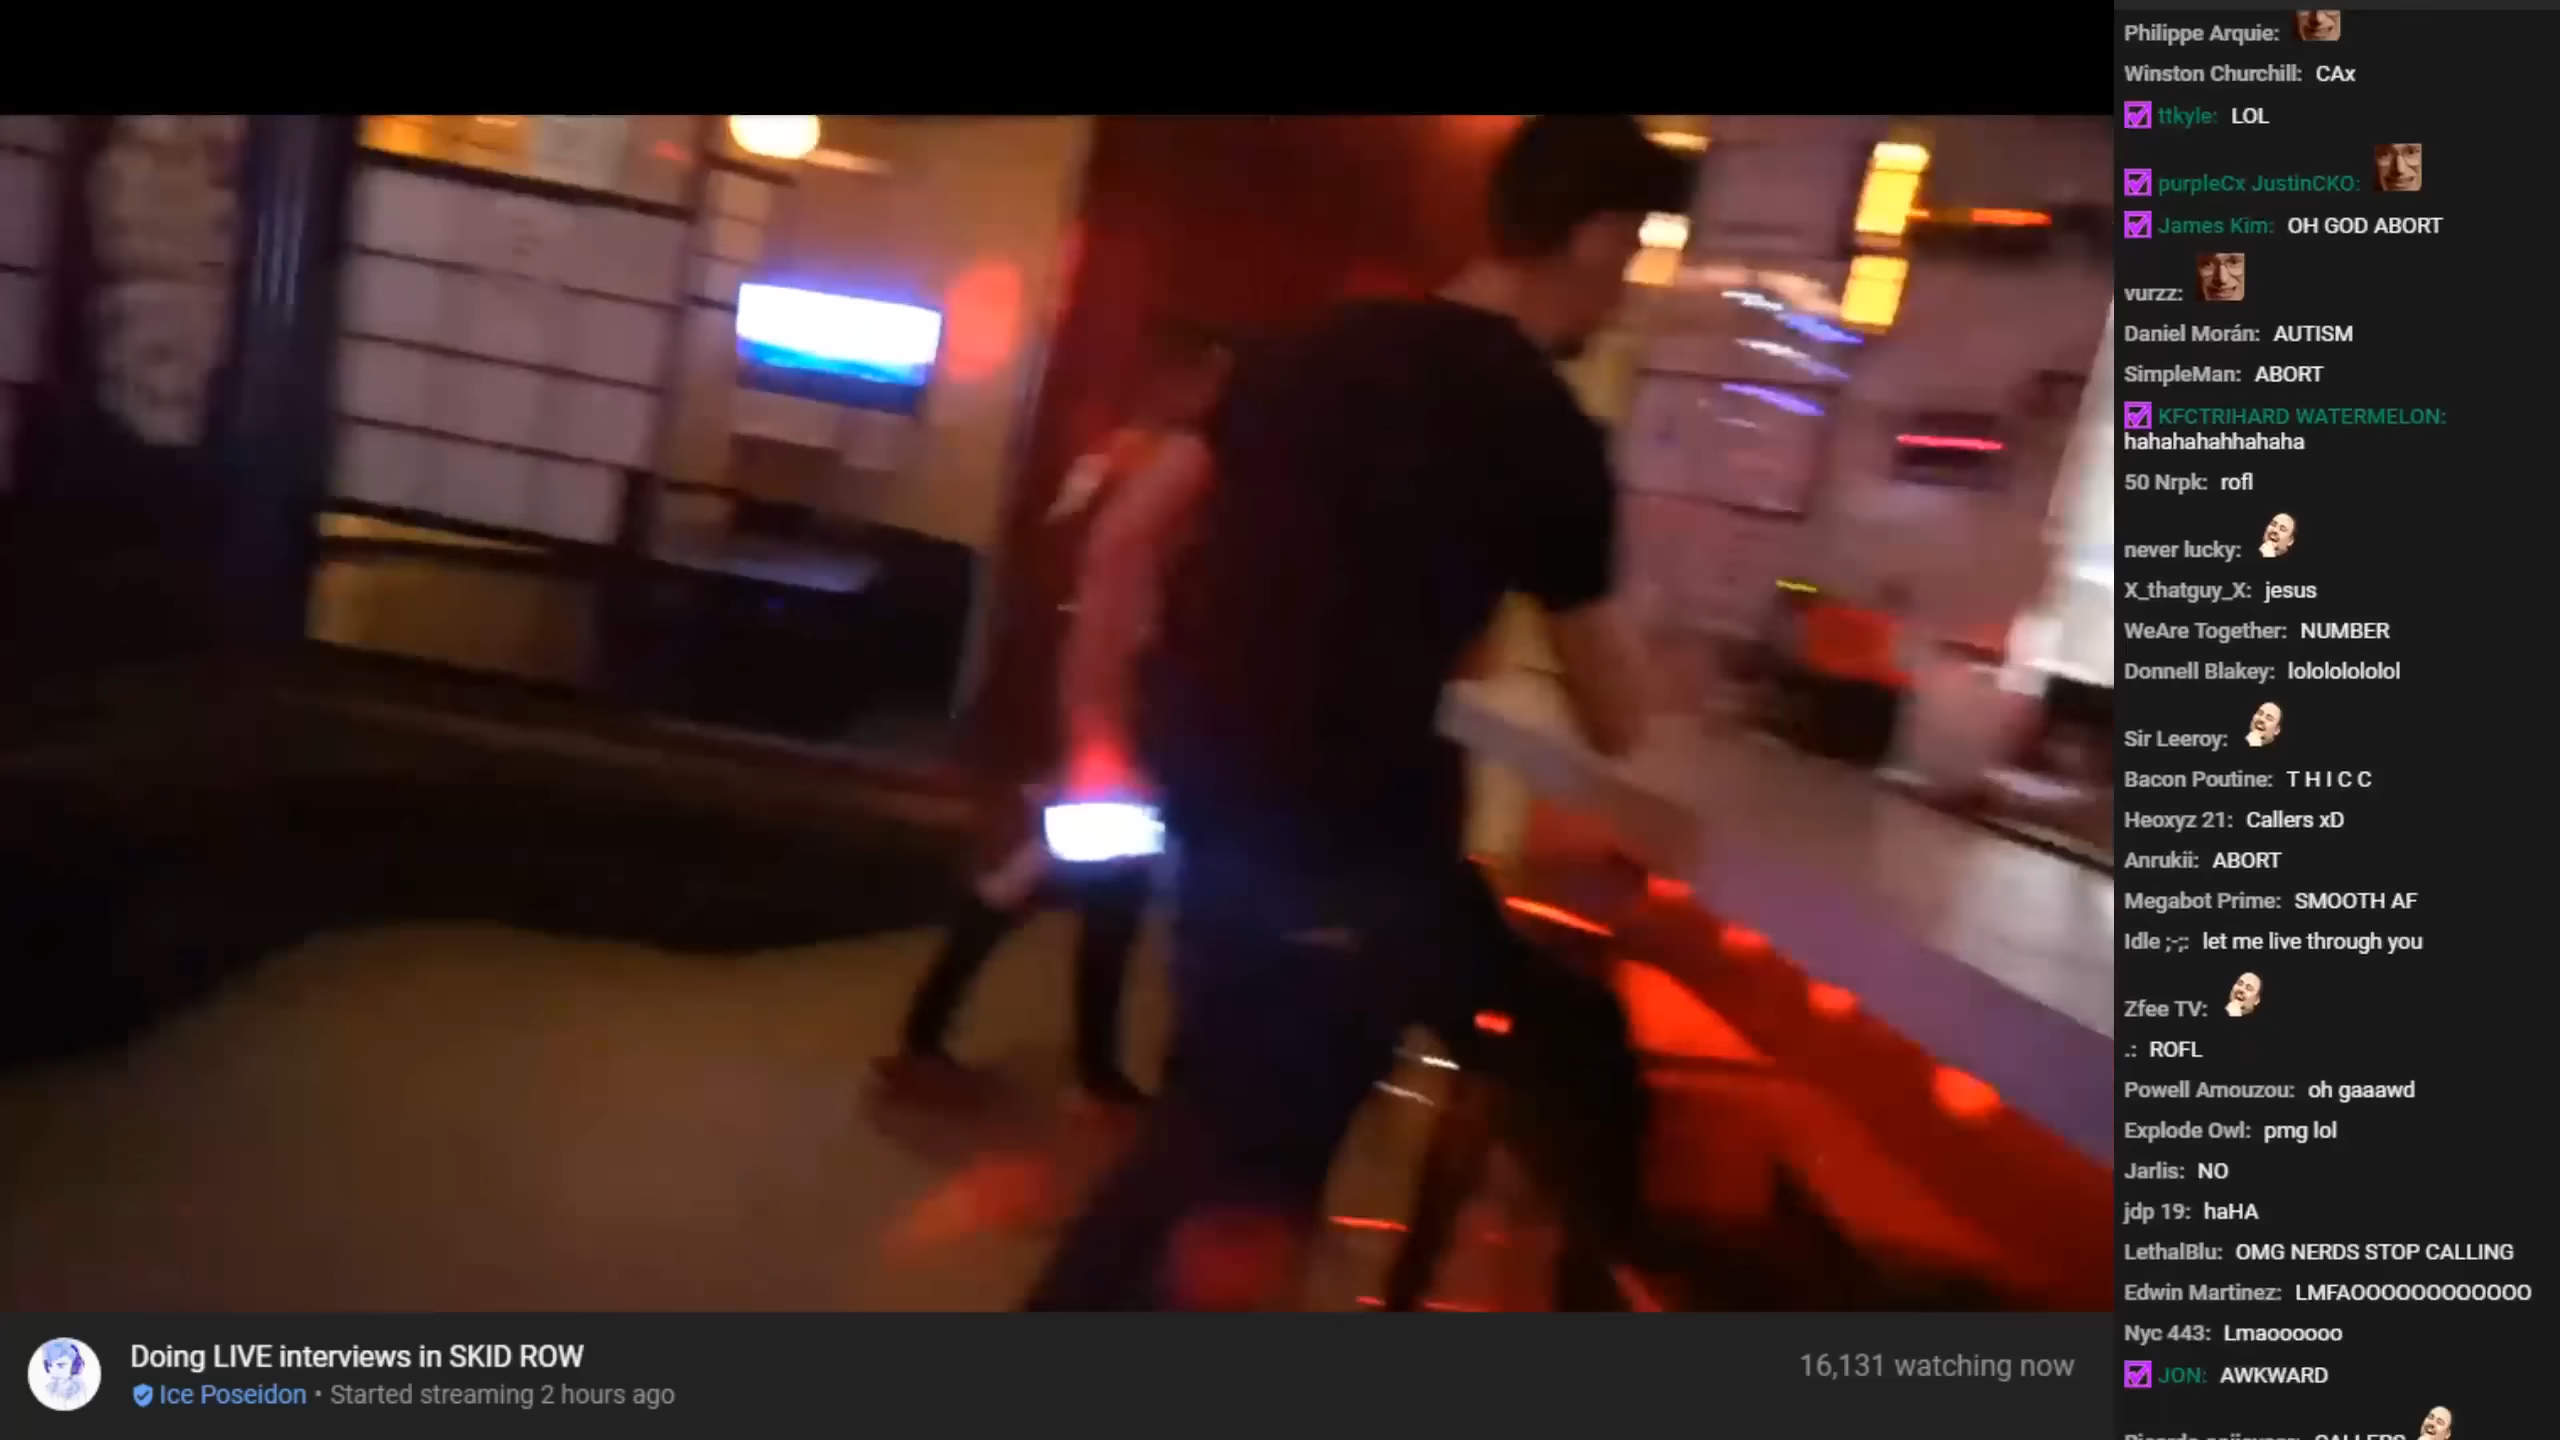 Philippe Arquie:
Winston Churchill: CAx
ttkyle: LOL
purpleCx JustinCKO:
James Kim: OH GOD ABORT
vurzz:
Daniel Morán: AUTISM
SimpleMan: ABORT
KFCTRIHARD WATERMELON:
hahahahahhahaha
50 Nrpk: rofl
never lucky:
X_thatguy_X: jesus
WeAre Together: NUMBER
Donnell Blakey: lolololololol
Sir Leeroy:
Bacon Poutine: T H I C C
Heoxyz 21: Callers xD
Anrukii: ABORT
Megabot Prime: SMOOTH AF
Idle ;-;: let me live through you
Zfee TV:
.: ROFL
Powell Amouzou: oh gaaawd
Explode Owl: pmg lol
Jarlis: NO
jdp 19: haHA
LethalBlu: OMG NERDS STOP CALLING
Edwin Martinez: LMFAOOOOOOOOOOOO
Nyc 443: Lmaoooooo
JON: AWKWARD
Doing LIVE interviews in SKID ROW
Ice Poseidon • Started streaming 2 hours ago
16,131 watching now